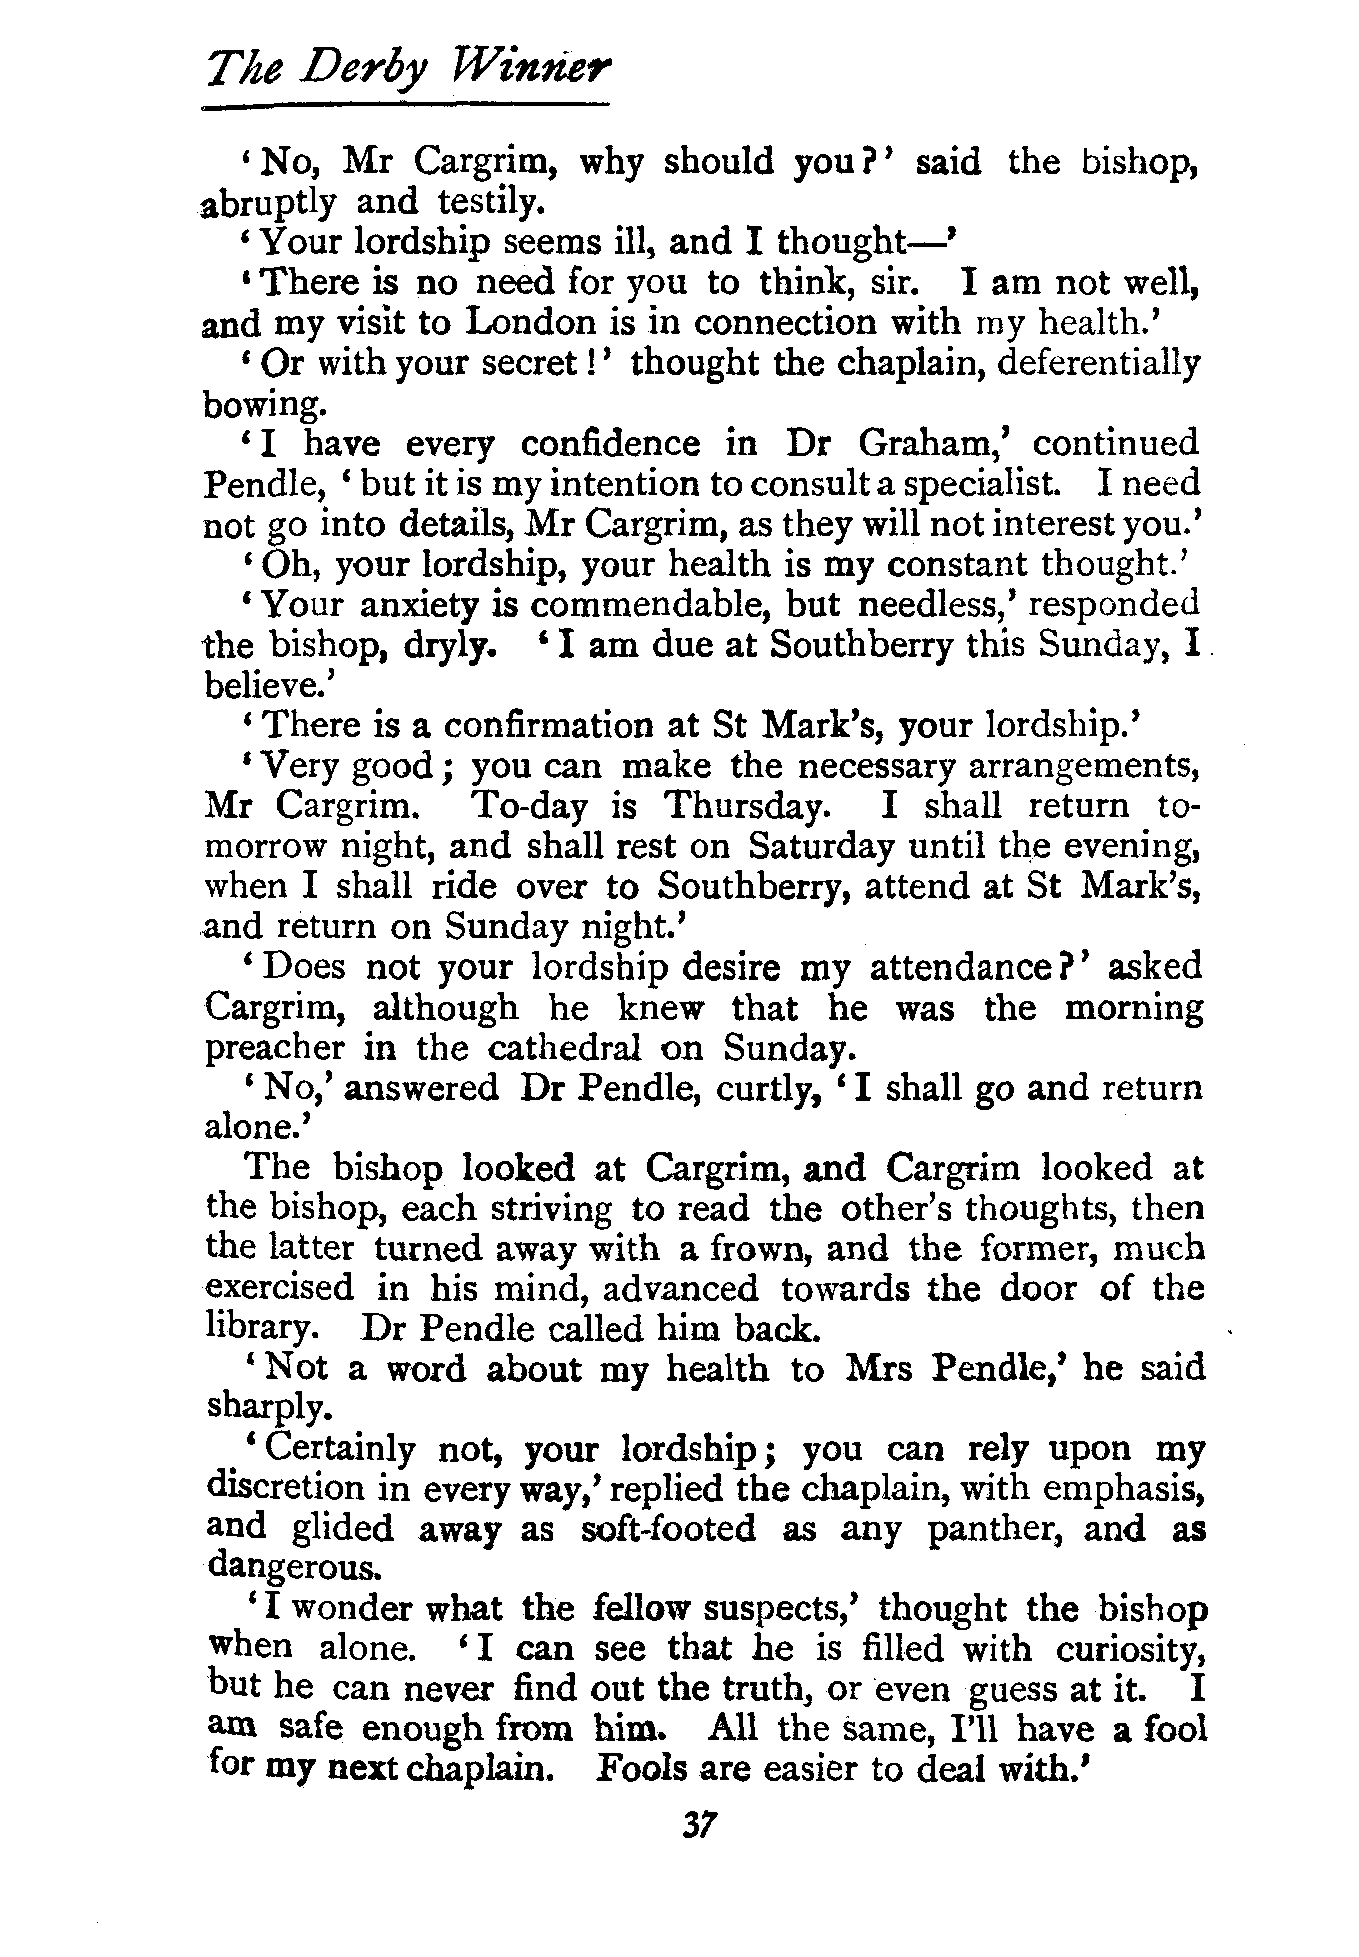 The Derby Winner
‘No, Mr Cargrim, why should you?’ said the bishop,
abruptly and testily.
‘Your lordship seems ill, and I thought—’
‘There is no need for you to think, sir. I am not well,
and my visit to London is in connection with my health.’
‘Or with your secret!’ thought the chaplain, deferentially
bowing.
‘I have every confidence in Dr Graham,’ continued
Pendle, ‘but it is my intention to consult a specialist. I need
not go into details, Mr Cargrim, as they will not interest you.’
‘Oh, your lordship, your health is my constant thought.’
‘Your anxiety is commendable, but needless,’ responded
the bishop, dryly. ‘I am due at Southberry this Sunday, I
believe.’
‘There is a confirmation at St Mark’s, your lordship.’
‘Very good; you can make the necessary arrangements,
Mr Cargrim. To-day is Thursday. I shall return to-
morrow night, and shall rest on Saturday until the evening,
when I shall ride over to Southberry, attend at St Mark’s,
and return on Sunday night.’
‘Does not your lordship desire my attendance?’ asked
Cargrim, although he knew that he was the morning
preacher in the cathedral on Sunday.
‘No,’ answered Dr Pendle, curtly, ‘I shall go and return
alone.’
The bishop looked at Cargrim, and Cargrim looked at
the bishop, each striving to read the other’s thoughts, then
the latter turned away with a frown, and the former, much
exercised in his mind, advanced towards the door of the
library. Dr Pendle called him back.
‘Not a word about my health to Mrs Pendle,’ he said
sharply.
‘Certainly not, your lordship; you can rely upon my
discretion in every way,’ replied the chaplain, with emphasis,
and glided away as soft-footed as any panther, and as
dangerous.
‘I wonder what the fellow suspects,’ thought the bishop
when alone. ‘I can see that he is filled with curiosity,
but he can never find out the truth, or even guess at it. I
am safe enough from him. All the same, I’ll have a fool
for my next chaplain. Fools are easier to deal with.’
37